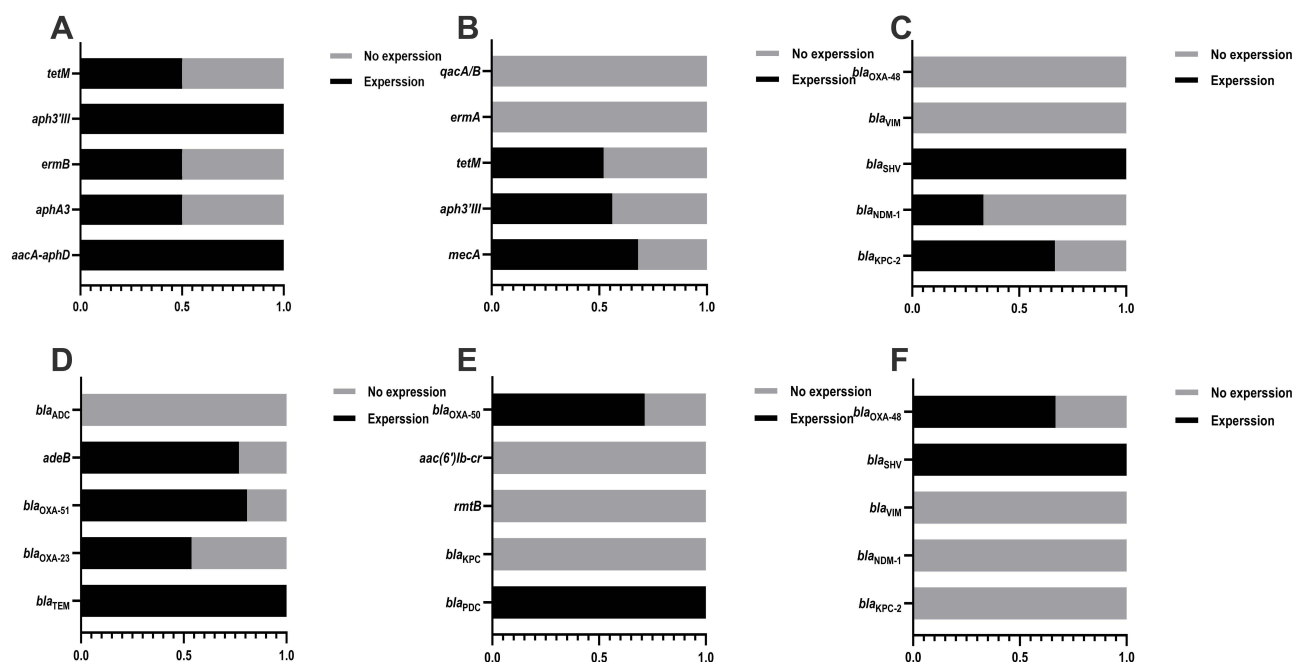 A
No experssion
Experssion
tetM
aph3'III
ermB
aphA3
aacA-aphD
0.0 0.5 1.0
B
No experssion
Experssion
qacA/B
ermA
tetM
aph3'III
mecA
0.0 0.5 1.0
C
No experssion
Experssion
blaOXA-48
blaVIM
blaSHV
blaNDM-1
blaKPC-2
0.0 0.5 1.0
D
No expression
Experssion
blaADC
adeB
blaOXA-51
blaOXA-23
blaTEM
0.0 0.5 1.0
E
No experssion
Experssion
blaOXA-50
aac(6')Ib-cr
rmtB
blaKPC
blaPDC
0.0 0.5 1.0
F
No experssion
Experssion
blaOXA-48
blaSHV
blaVIM
blaNDM-1
blaKPC-2
0.0 0.5 1.0